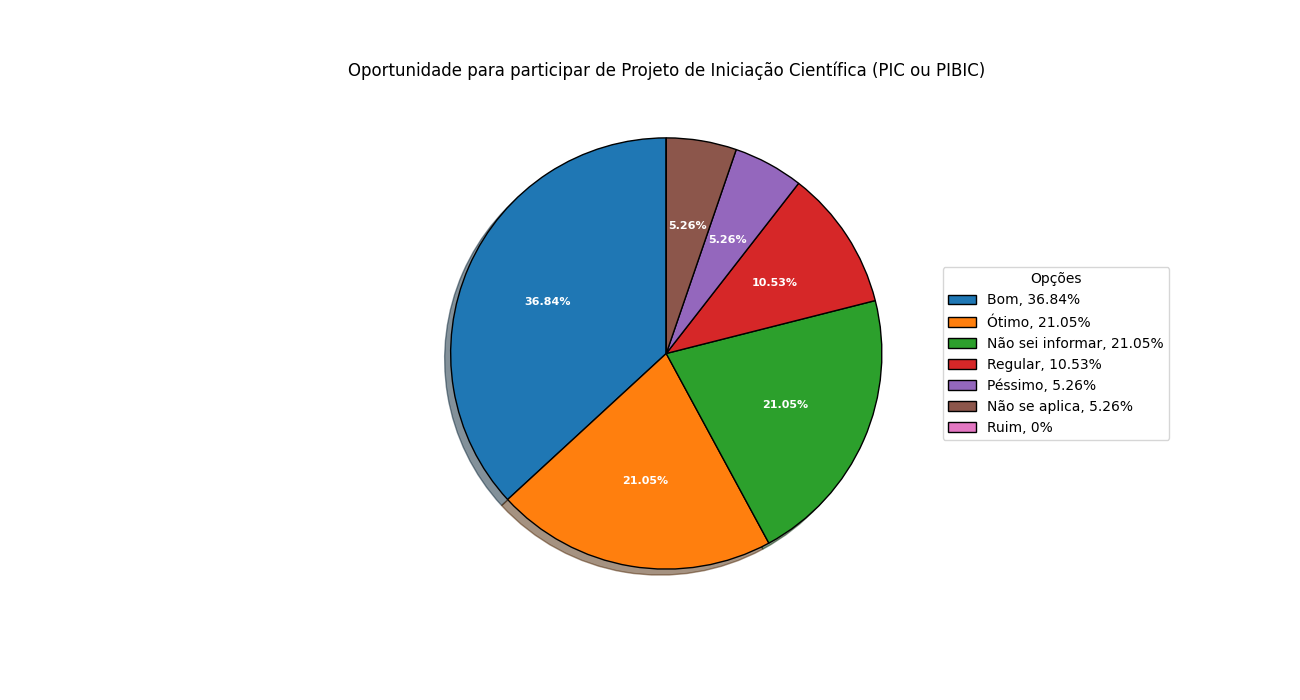 Oportunidade para participar de Projeto de Iniciação Científica (PIC ou PIBIC)
5.26%
5.26%
10.53%
36.84%
21.05%
21.05%
Opções
Bom, 36.84%
Ótimo, 21.05%
Não sei informar, 21.05%
Regular, 10.53%
Péssimo, 5.26%
Não se aplica, 5.26%
Ruim, 0%